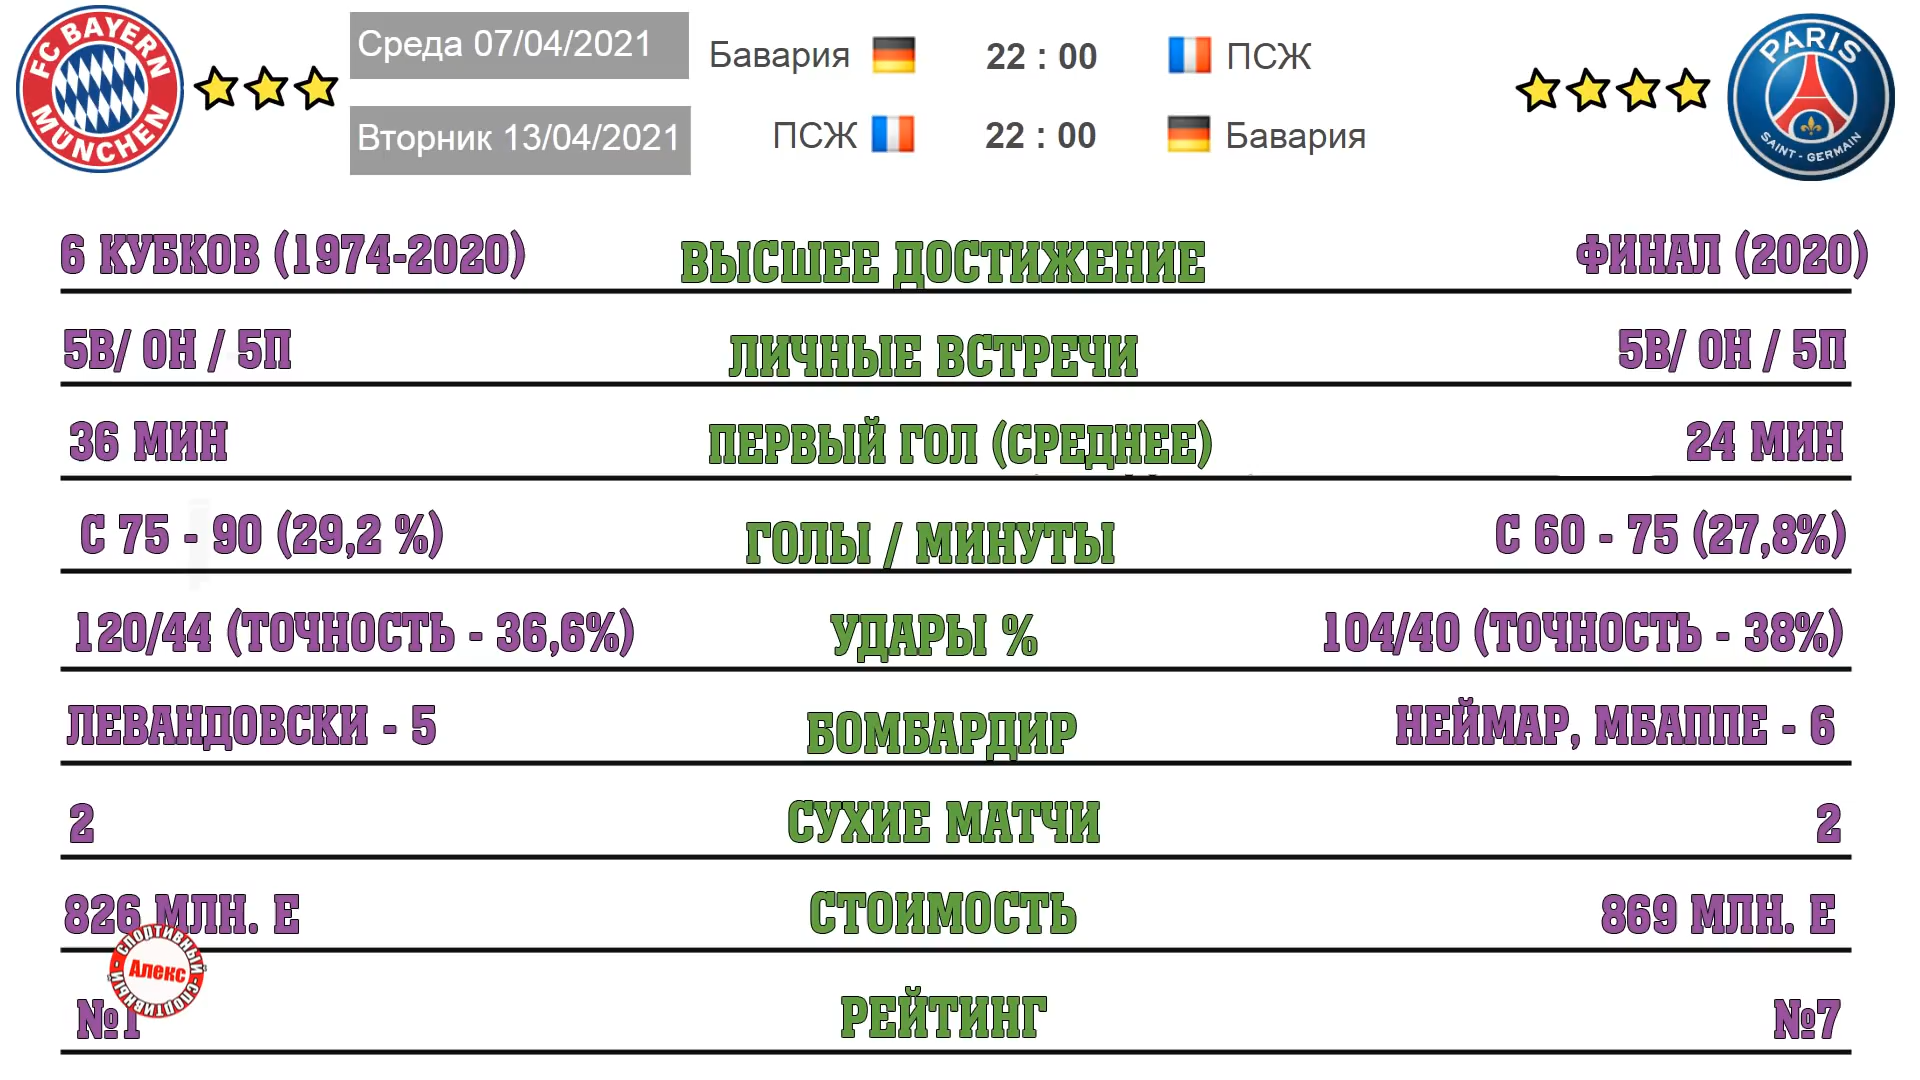 FC BAYERN
MÜNCHEN
Среда 07/04/2021
Бавария 22 : 00 ПСЖ
Вторник 13/04/2021
ПСЖ 22 : 00 Бавария
PARIS
SAINT-GERMAIN
6 КУБКОВ (1974-2020) ВЫСШЕЕ ДОСТИЖЕНИЕ ФИНАЛ (2020)
5В/ 0Н / 5П ЛИЧНЫЕ ВСТРЕЧИ 5В/ 0Н / 5П
36 МИН ПЕРВЫЙ ГОЛ (СРЕДНЕЕ) 24 МИН
С 75 - 90 (29,2 %) ГОЛЫ / МИНУТЫ С 60 - 75 (27,8%)
120/44 (ТОЧНОСТЬ - 36,6%) УДАРЫ % 104/40 (ТОЧНОСТЬ - 38%)
ЛЕВАНДОВСКИ - 5 БОМБАРДИР НЕЙМАР, МБАППЕ - 6
2 СУХИЕ МАТЧИ 2
826 МЛН. Е СТОИМОСТЬ 869 МЛН. Е
СПОРТИВНЫЙ
Алекс
СПОРТИВНЫЙ
№1 РЕЙТИНГ №7